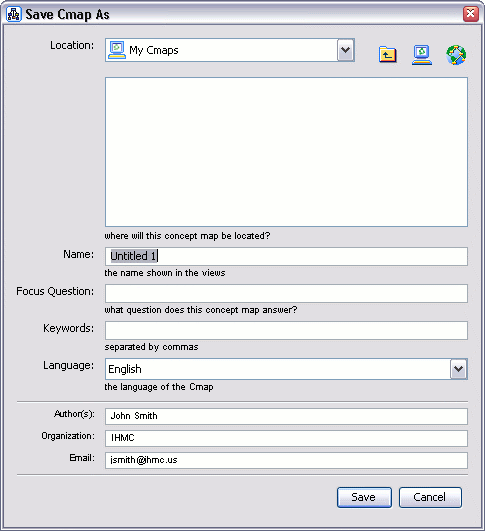 Save Cmap As
Location: My Cmaps
where will this concept map be located?
Name: Untitled 1
the name shown in the views
Focus Question:
what question does this concept map answer?
Keywords:
separated by commas
Language: English
the language of the Cmap
Author(s): John Smith
Organization: IHMC
Email: jsmith@ihmc.us
Save Cancel